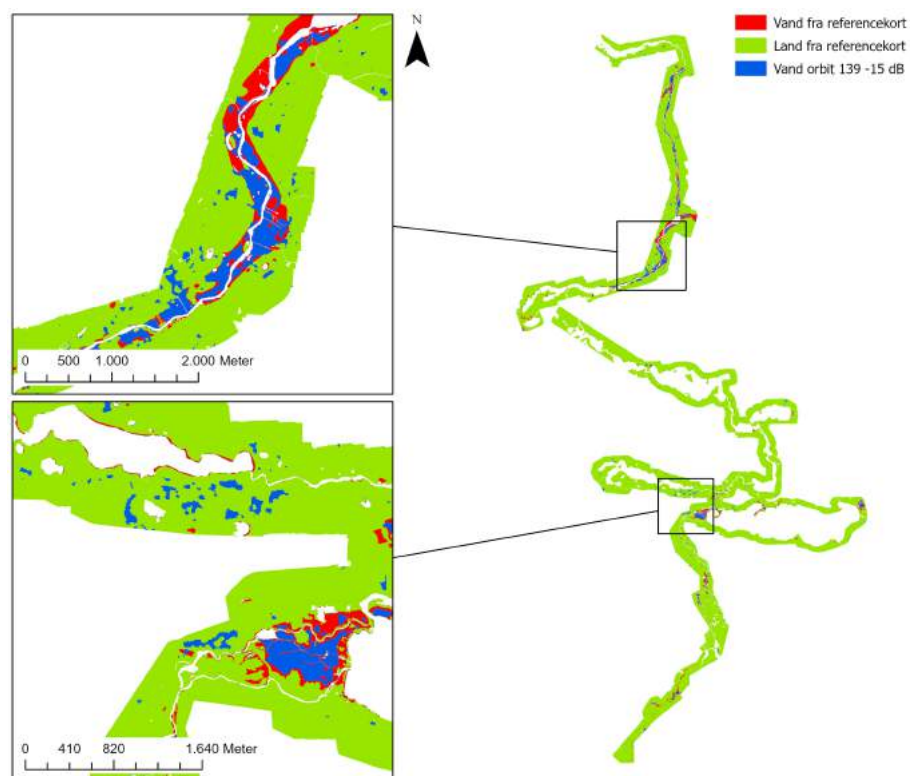 N
Vand fra referencekort
Land fra referencekort
Vand orbit 139 -15 dB
0 500 1.000 2.000 Meter
0 410 820 1.640 Meter